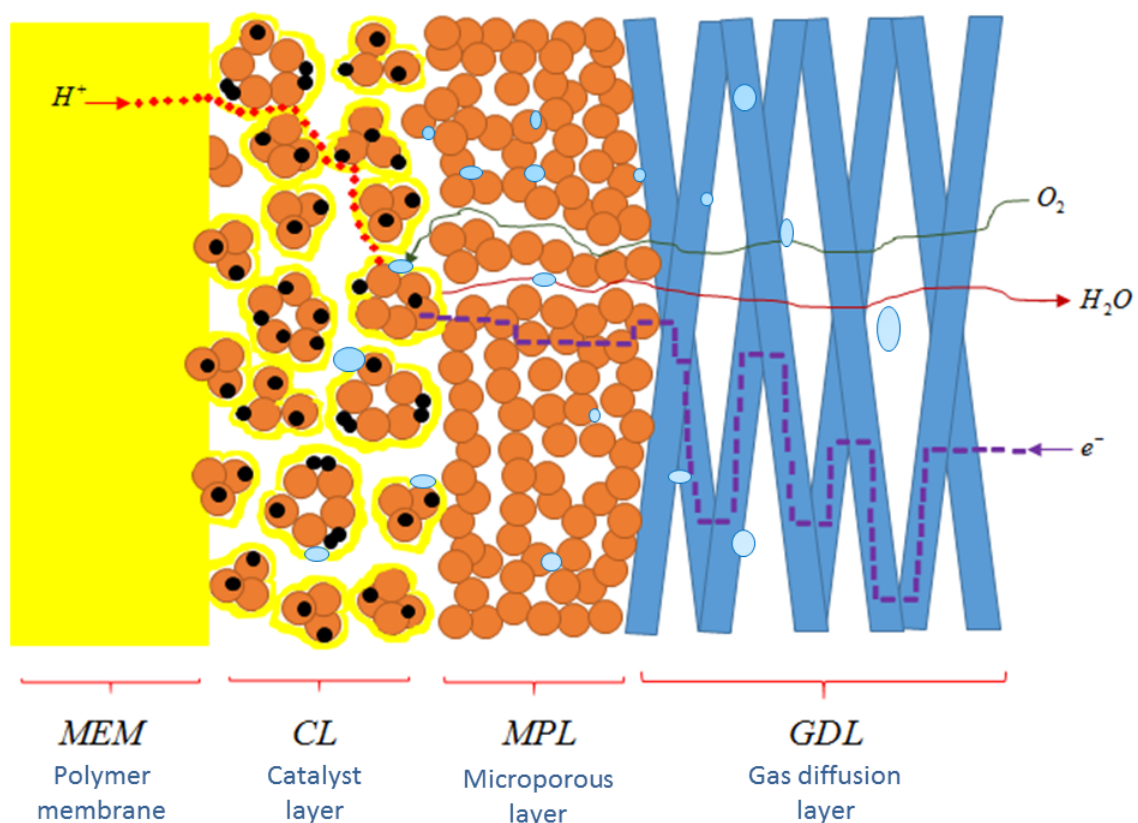 H⁺
O₂
H₂O
e⁻
MEM CL MPL GDL
Polymer membrane
Catalyst layer
Microporous layer
Gas diffusion layer